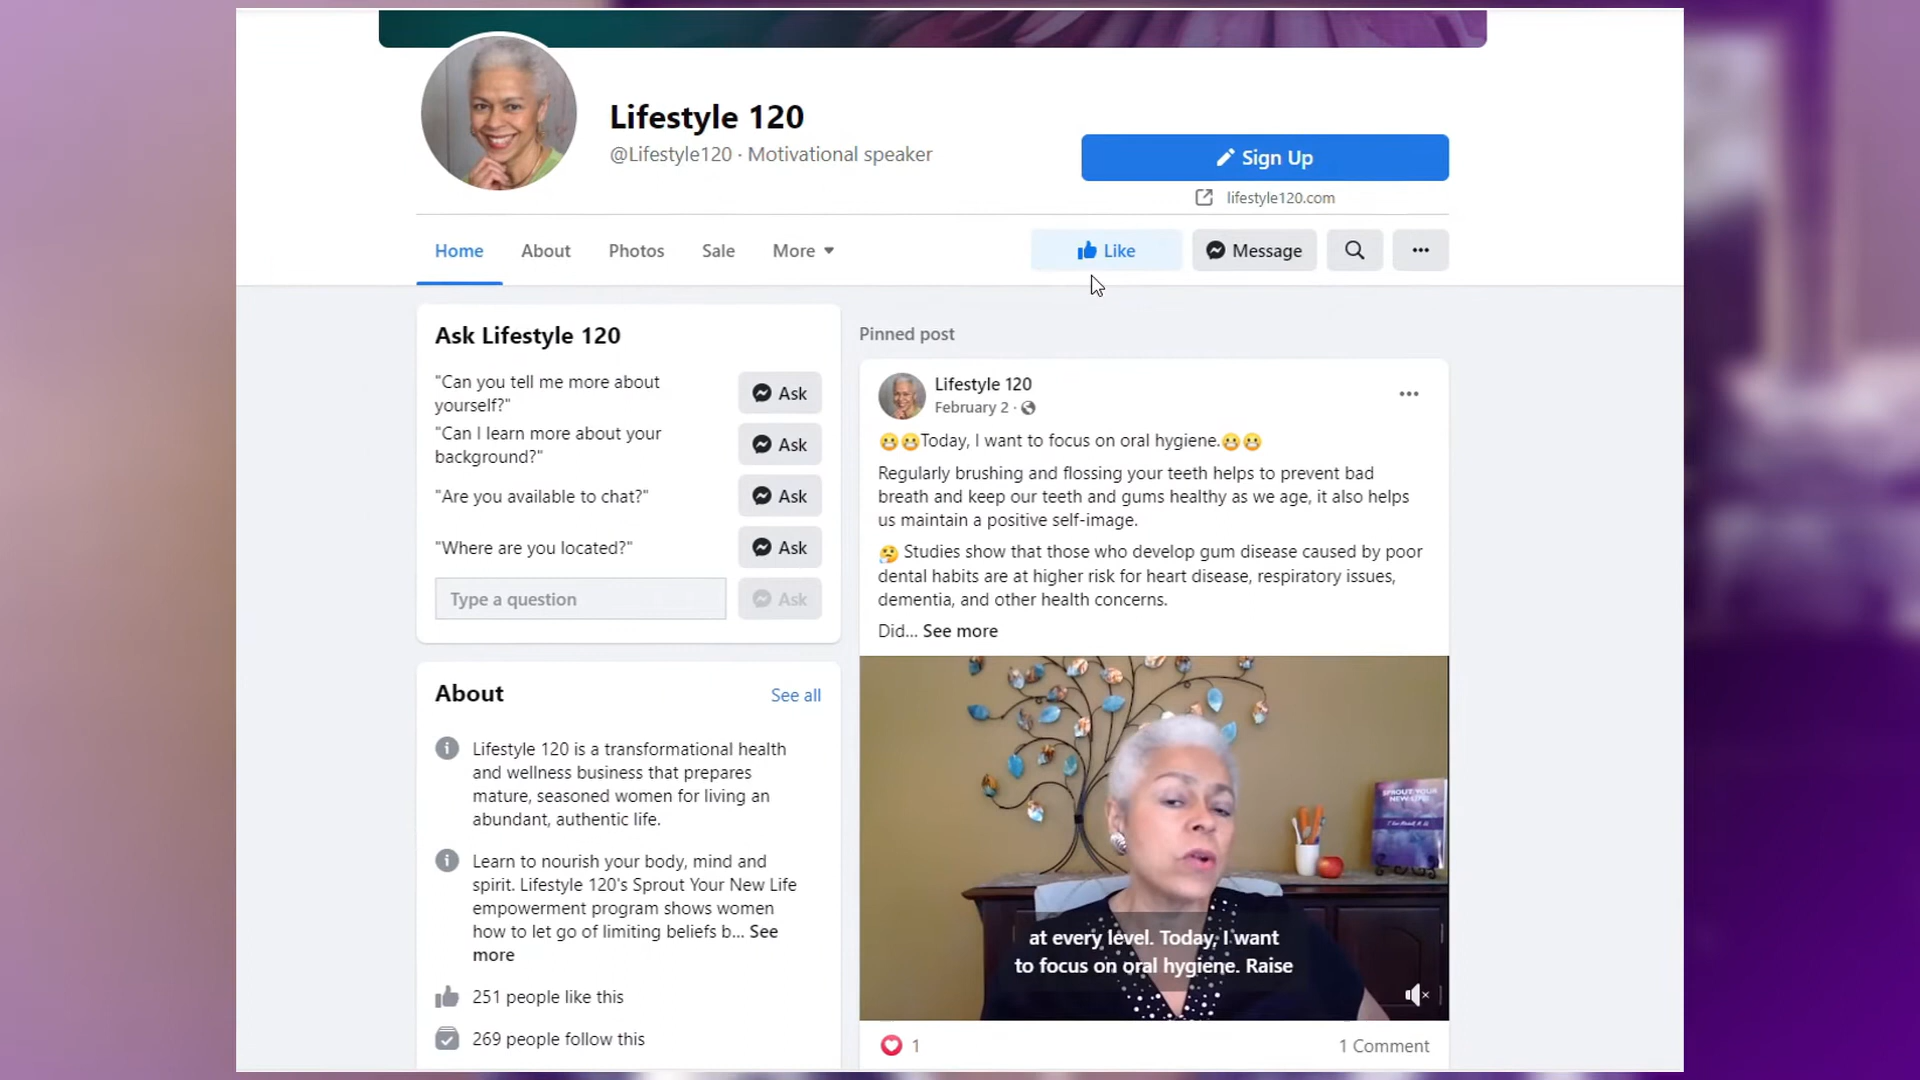 Lifestyle 120
@Lifestyle120 · Motivational speaker
Sign Up
lifestyle120.com
Home
About
Photos
Sale
More
Like
Message
Ask Lifestyle 120
"Can you tell me more about
yourself?"
Ask
"Can I learn more about your
background?"
Ask
"Are you available to chat?"
Ask
"Where are you located?"
Ask
Type a question
Ask
About
See all
Lifestyle 120 is a transformational health
and wellness business that prepares
mature, seasoned women for living an
abundant, authentic life.
Learn to nourish your body, mind and
spirit. Lifestyle 120's Sprout Your New Life
empowerment program shows women
how to let go of limiting beliefs b... See
more
251 people like this
269 people follow this
Pinned post
Lifestyle 120
February 2 ·
😬😬Today, I want to focus on oral hygiene.😬😬
Regularly brushing and flossing your teeth helps to prevent bad
breath and keep our teeth and gums healthy as we age, it also helps
us maintain a positive self-image.
🤔 Studies show that those who develop gum disease caused by poor
dental habits are at higher risk for heart disease, respiratory issues,
dementia, and other health concerns.
Did... See more
SPROUT YOUR
NEW LIFE
at every level. Today, I want
to focus on oral hygiene. Raise
1
1 Comment